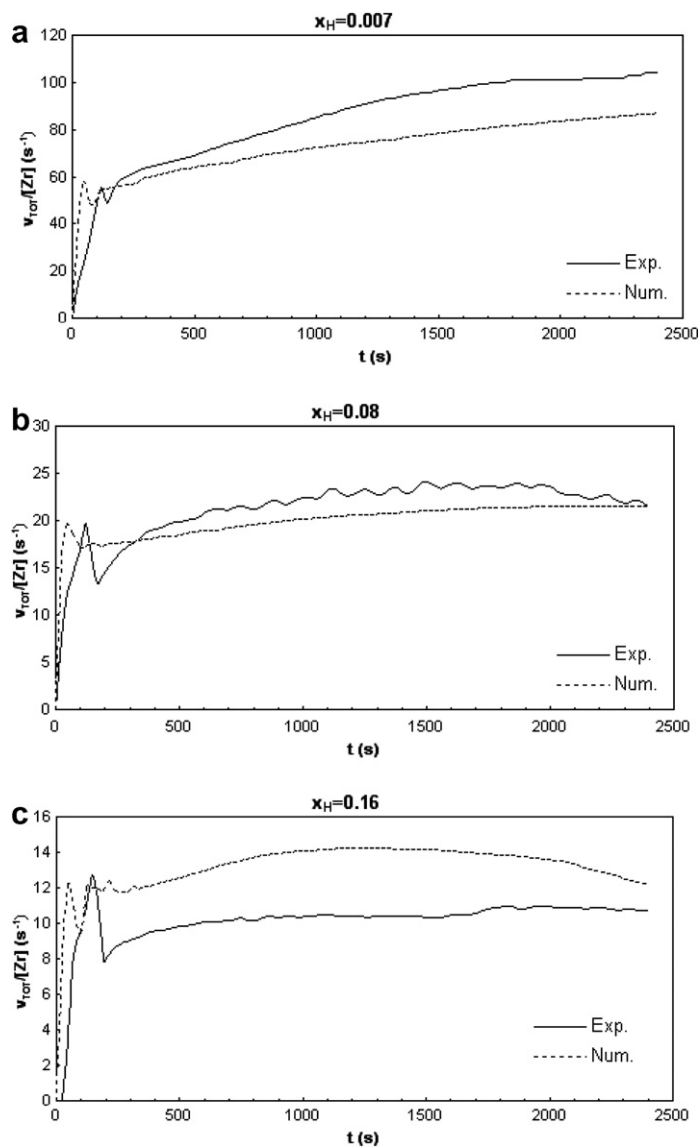 a
x_H=0.007
120
100
80
60
40
20
0
v_TOT/[Zr] (s⁻¹)
Exp.
Num.
0 500 1000 1500 2000 2500
t (s)
b
x_H=0.08
30
25
20
15
10
5
0
v_TOT/[Zr] (s⁻¹)
Exp.
Num.
0 500 1000 1500 2000 2500
t (s)
c
x_H=0.16
16
14
12
10
8
6
4
2
0
v_TOT/[Zr] (s⁻¹)
Exp.
Num.
0 500 1000 1500 2000 2500
t (s)